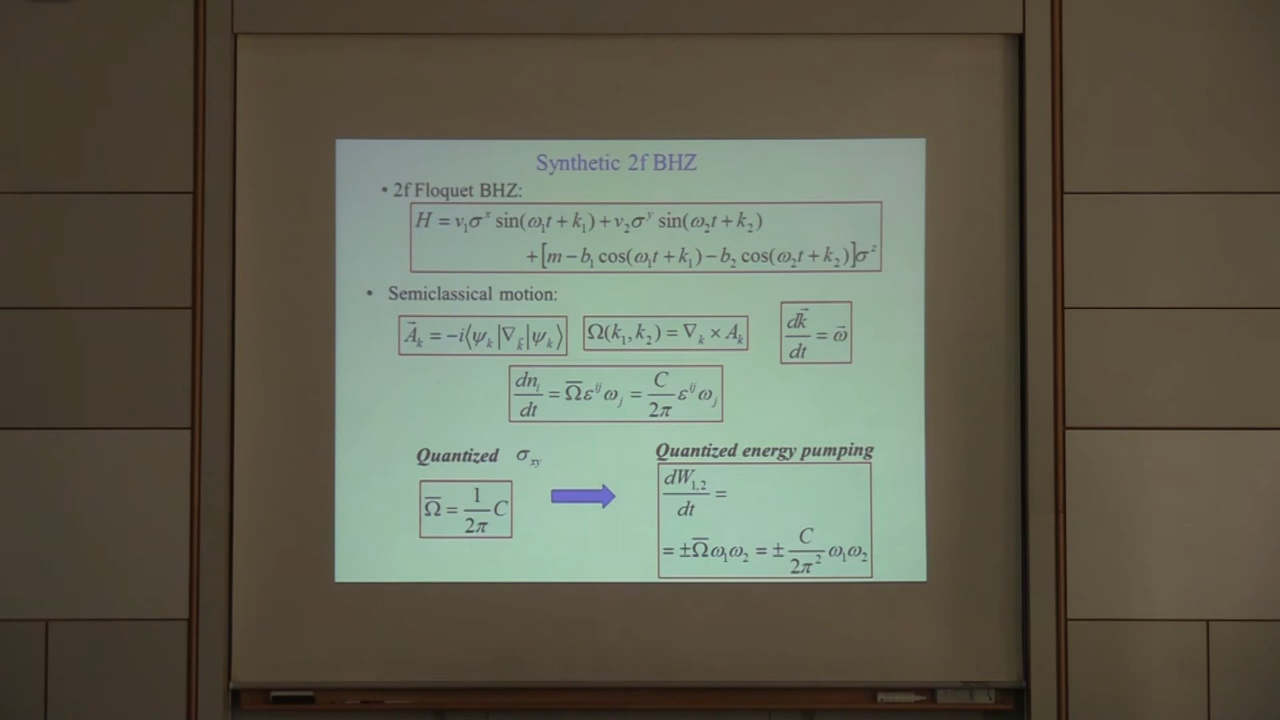 Synthetic 2f BHZ
• 2f Floquet BHZ:
H = v₁σˣ sin(ω₁t + k₁) + v₂σʸ sin(ω₂t + k₂)
+ [m − b₁ cos(ω₁t + k₁) − b₂ cos(ω₂t + k₂)]σᶻ
• Semiclassical motion:
A⃗ₖ = −i⟨ψₖ|∇ₖ⃗|ψₖ⟩ Ω(k₁, k₂) = ∇ₖ × Aₖ dk⃗/dt = ω⃗
dnᵢ/dt = Ω̅εⁱʲωⱼ = C/2π εⁱʲωⱼ
Quantized σₓᵧ Quantized energy pumping
Ω̅ = 1/2π C dW₁,₂/dt =
= ±Ω̅ω₁ω₂ = ± C/2π² ω₁ω₂